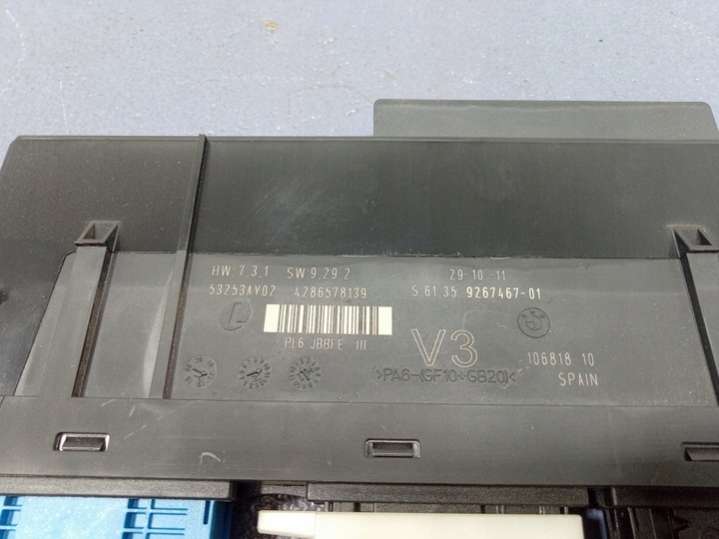 HW 7.3.1 SW 9.29.2 29-10-11
53253AY02 4286578139 S 61.35 9267467-01
PL6 JBBFE III V3 106818 10
>PA6-(GF10+GB20)< SPAIN